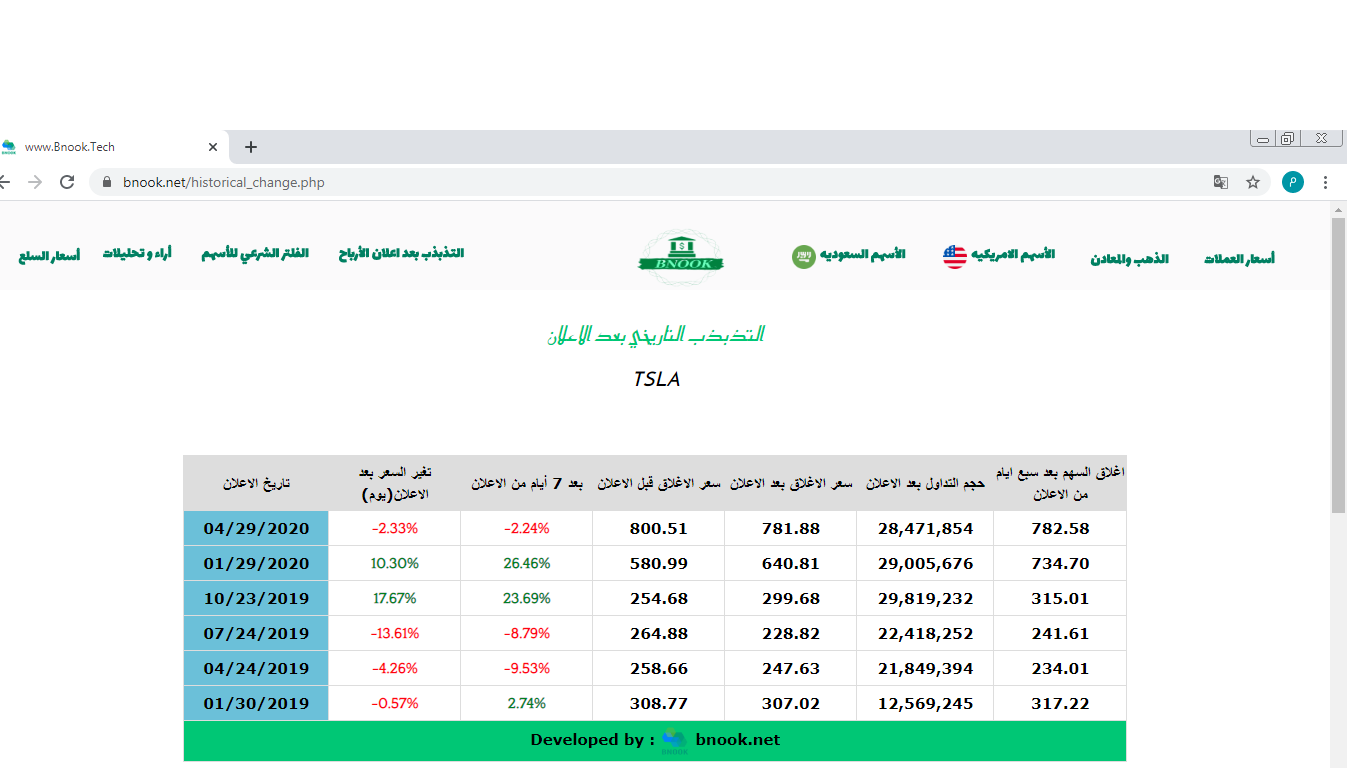 www.Bnook.Tech
bnook.net/historical_change.php
P
أسعار العملات
الذهب والمعادن
الأسهم الامريكيه
الأسهم السعوديه
BNOOK
التذبذب بعد اعلان الأرباح
الفلتر الشرعي للأسهم
أراء و تحليلات
أسعار السلع
التذبذب التاريخي بعد الاعلان
TSLA
تاريخ الاعلان تغير السعر بعد الاعلان(يوم) بعد 7 أيام من الاعلان سعر الاغلاق قبل الاعلان سعر الاغلاق بعد الاعلان حجم التداول بعد الاعلان اغلاق السهم بعد سبع ايام من الاعلان
04/29/2020 -2.33% -2.24% 800.51 781.88 28,471,854 782.58
01/29/2020 10.30% 26.46% 580.99 640.81 29,005,676 734.70
10/23/2019 17.67% 23.69% 254.68 299.68 29,819,232 315.01
07/24/2019 -13.61% -8.79% 264.88 228.82 22,418,252 241.61
04/24/2019 -4.26% -9.53% 258.66 247.63 21,849,394 234.01
01/30/2019 -0.57% 2.74% 308.77 307.02 12,569,245 317.22
Developed by : BNOOK bnook.net